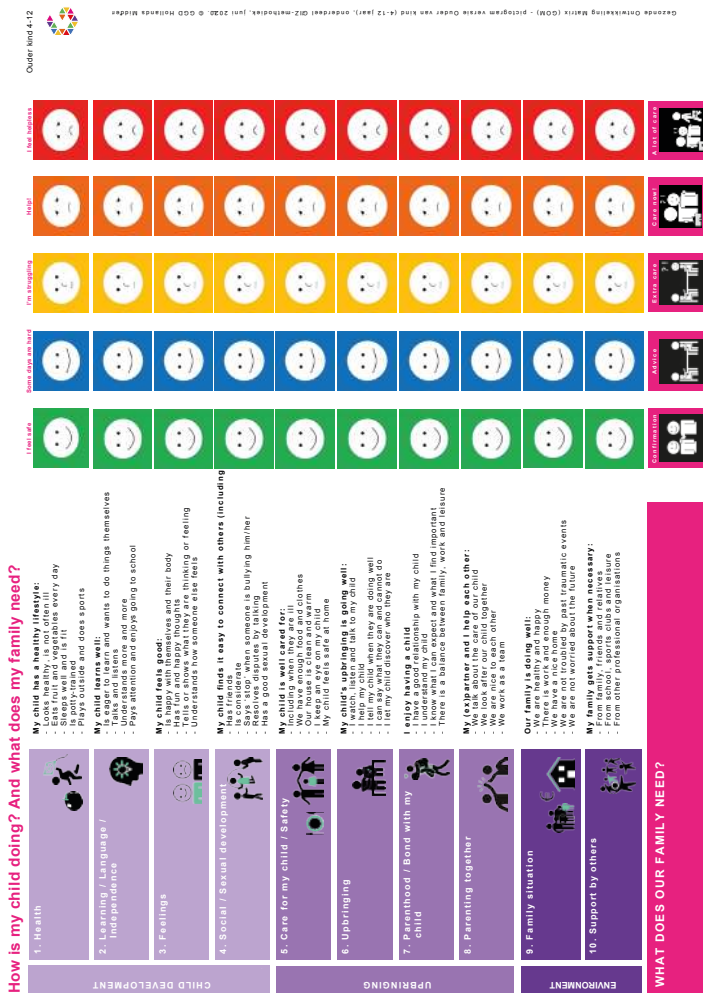 How is my child doing? And what does my family need?
Ouder kind 4-12
I feel safe
Some days am hard
I'm struggling
Help!
I feel helpless
CHILD DEVELOPMENT
1. Health
My child has a healthy lifestyle:
- Looks healthy / is not often ill
- Eats fruit and vegetables every day
- Sleeps well and is fit
- Is potty trained
- Plays outside and does sports
2. Learning / Language /
Independence
My child learns well:
- Is eager to learn and wants to do things themselves
- Talks and listens
- Understands more and more
- Pays attention and enjoys going to school
3. Feelings
My child feels good:
- Is happy with themselves and their body
- Has fun and happy thoughts
- Tells or shows what they are thinking or feeling
- Understands how someone else feels
4. Social / Sexual development
My child finds it easy to connect with others (including
- Has friends
- Is considerate
- Says 'stop' when someone is bullying him/her
- Resolves disputes by talking
- Has a good sexual development
UPBRINGING
5. Care for my child / Safety
My child is well cared for:
- Including when they are ill
- We have enough food and clothes
- Our house is clean and warm
- I keep an eye on my child
- My child feels safe at home
6. Upbringing
My child's upbringing is going well:
- I watch, listen and talk to my child
- I help my child
- I tell my child when they are doing well
- I can say what they can and cannot do
- I let my child discover who they are
7. Parenthood / Bond with my
child
I enjoy having a child
- I have a good relationship with my child
- I understand my child
- I know what I can expect and what I find important
- There is a balance between family, work and leisure
8. Parenting together
My (ex)partner and I help each other:
- We talk about the care of our child
- We look after our child together
- We are nice to each other
- We work as a team
ENVIRONMENT
9. Family situation
Our family is doing well:
- We are healthy and happy
- There is work and enough money
- We have a nice home
- We are not troubled by past traumatic events
- We are not worried about the future
10. Support by others
My family gets support when necessary:
- From family, friends and relatives
- From school, sports clubs and leisure
- From other professional organisations
WHAT DOES OUR FAMILY NEED?
Confirmation
Advice
Extra care
Care now!
A lot of care
Gezonde Ontwikkeling Matrix (GOM) - pictogram versie Ouder van kind (4-12 jaar), onderdeel GIZ-methodiek, juni 2022. © GGD Hollands Midden